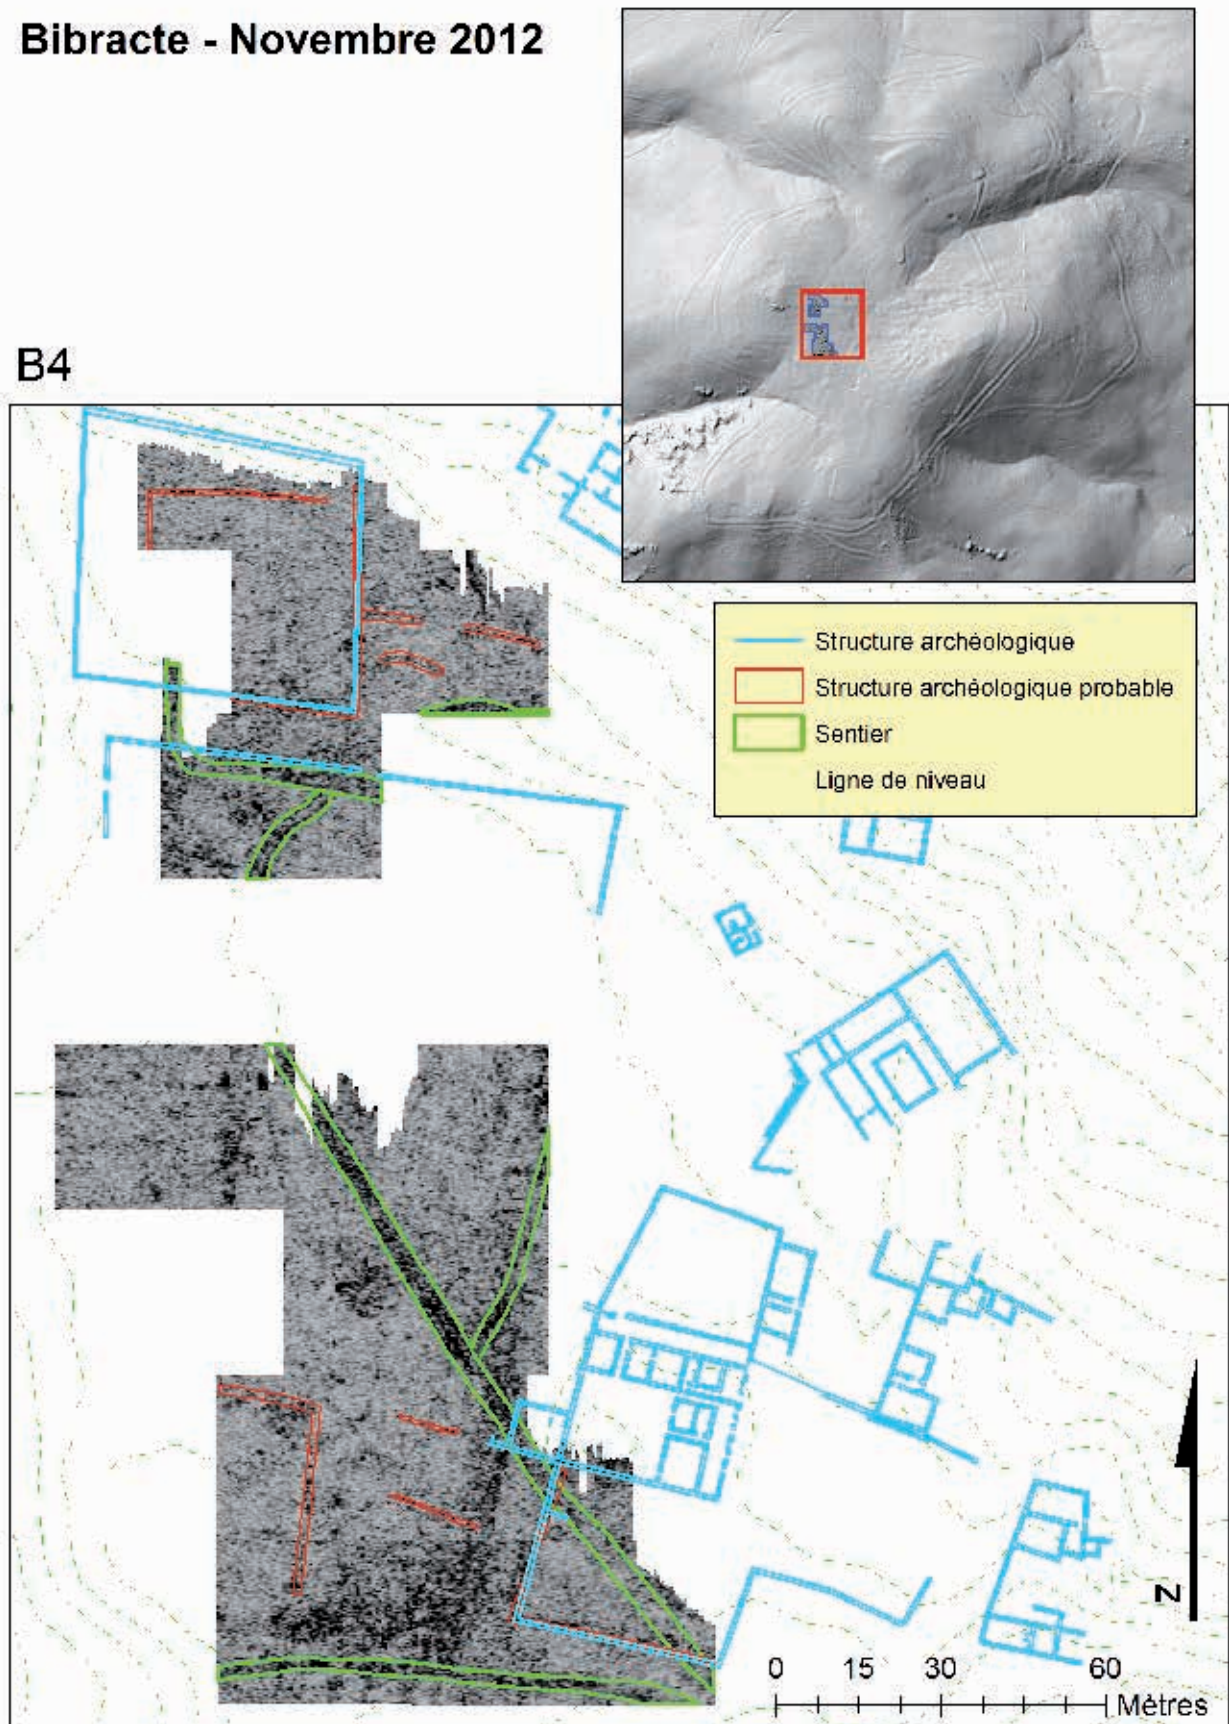 Bibracte - Novembre 2012
B4
Structure archéologique
Structure archéologique probable
Sentier
Ligne de niveau
N
0 15 30 60
Mètres